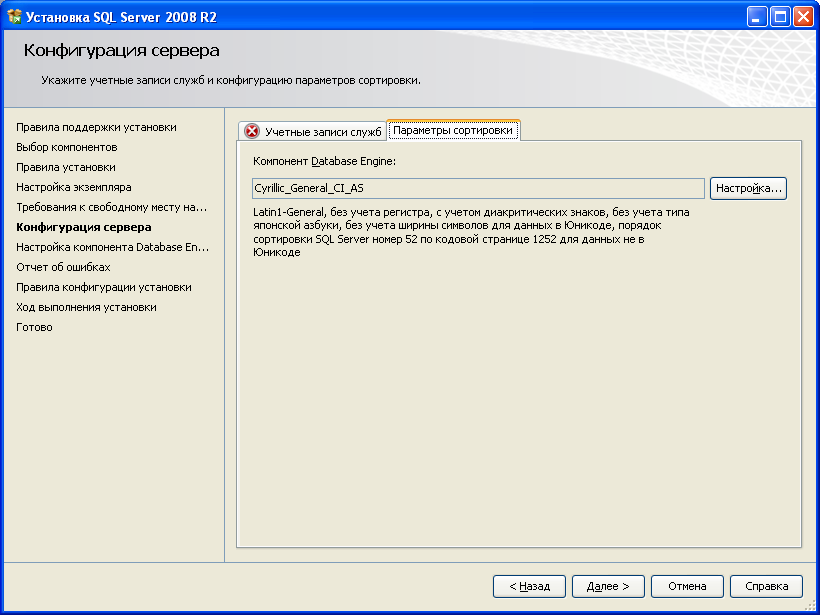 Установка SQL Server 2008 R2
Конфигурация сервера
Укажите учетные записи служб и конфигурацию параметров сортировки.
Правила поддержки установки
Выбор компонентов
Правила установки
Настройка экземпляра
Требования к свободному месту на...
Конфигурация сервера
Настройка компонента Database En...
Отчет об ошибках
Правила конфигурации установки
Ход выполнения установки
Готово
Учетные записи служб
Параметры сортировки
Компонент Database Engine:
Cyrillic_General_CI_AS
Настройка...
Latin1-General, без учета регистра, с учетом диакритических знаков, без учета типа
японской азбуки, без учета ширины символов для данных в Юникоде, порядок
сортировки SQL Server номер 52 по кодовой странице 1252 для данных не в
Юникоде
< Назад
Далее >
Отмена
Справка